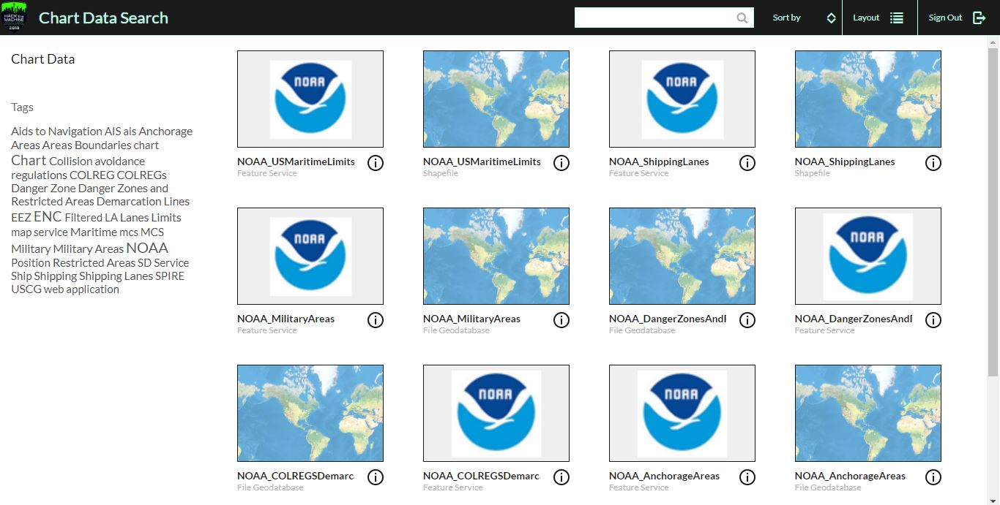 HACK the
MACHINE
2018
Chart Data Search
Sort by
Layout
Sign Out
Chart Data
Tags
Aids to Navigation AIS ais Anchorage
Areas Areas Boundaries chart
Chart Collision avoidance
regulations COLREG COLREGs
Danger Zone Danger Zones and
Restricted Areas Demarcation Lines
EEZ ENC Filtered LA Lanes Limits
map service Maritime mcs MCS
Military Military Areas NOAA
Position Restricted Areas SD Service
Ship Shipping Shipping Lanes SPIRE
USCG web application
NOAA
NOAA
NOAA_USMaritimeLimits
NOAA_USMaritimeLimits
NOAA_ShippingLanes
NOAA_ShippingLanes
Feature Service
Shapefile
Feature Service
Shapefile
NOAA
NOAA
NOAA_MilitaryAreas
NOAA_MilitaryAreas
NOAA_DangerZonesAnd
NOAA_DangerZonesAnd
Feature Service
File Geodatabase
File Geodatabase
Feature Service
NOAA
NOAA
NOAA_COLREGSDemarc
NOAA_COLREGSDemarc
NOAA_AnchorageAreas
NOAA_AnchorageAreas
File Geodatabase
Feature Service
Feature Service
File Geodatabase